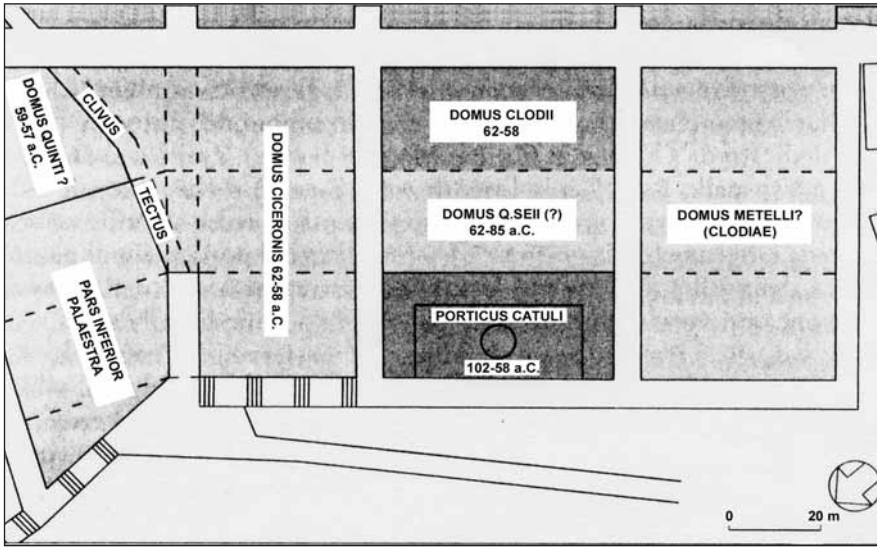 DOMUS QUINTI ?
59-57 a.C.
CLIVUS
TECTUS
PARS INFERIOR
PALAESTRA
DOMUS CICERONIS 62-58 a.C.
DOMUS CLODII
62-58
DOMUS Q.SEII (?)
62-85 a.C.
PORTICUS CATULI
102-58 a.C.
DOMUS METELLI?
(CLODIAE)
0 20 m